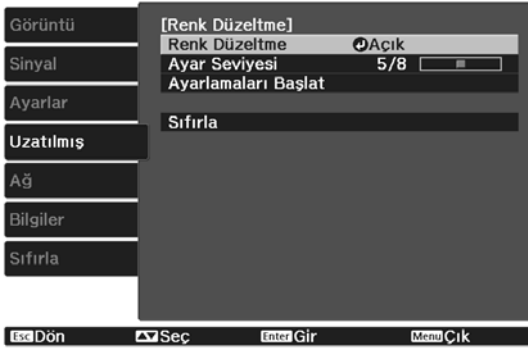 Görüntü
Sinyal
Ayarlar
Uzatılmış
Ağ
Bilgiler
Sıfırla
[Renk Düzeltme]
Renk Düzeltme Açık
Ayar Seviyesi 5/8
Ayarlamaları Başlat
Sıfırla
Esc Dön Seç Enter Gir Menu Çık